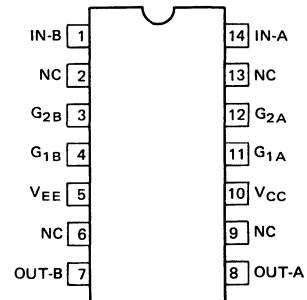 IN-B 1 14 IN-A
NC 2 13 NC
G2B 3 12 G2A
G1B 4 11 G1A
VEE 5 10 VCC
NC 6 9 NC
OUT-B 7 8 OUT-A